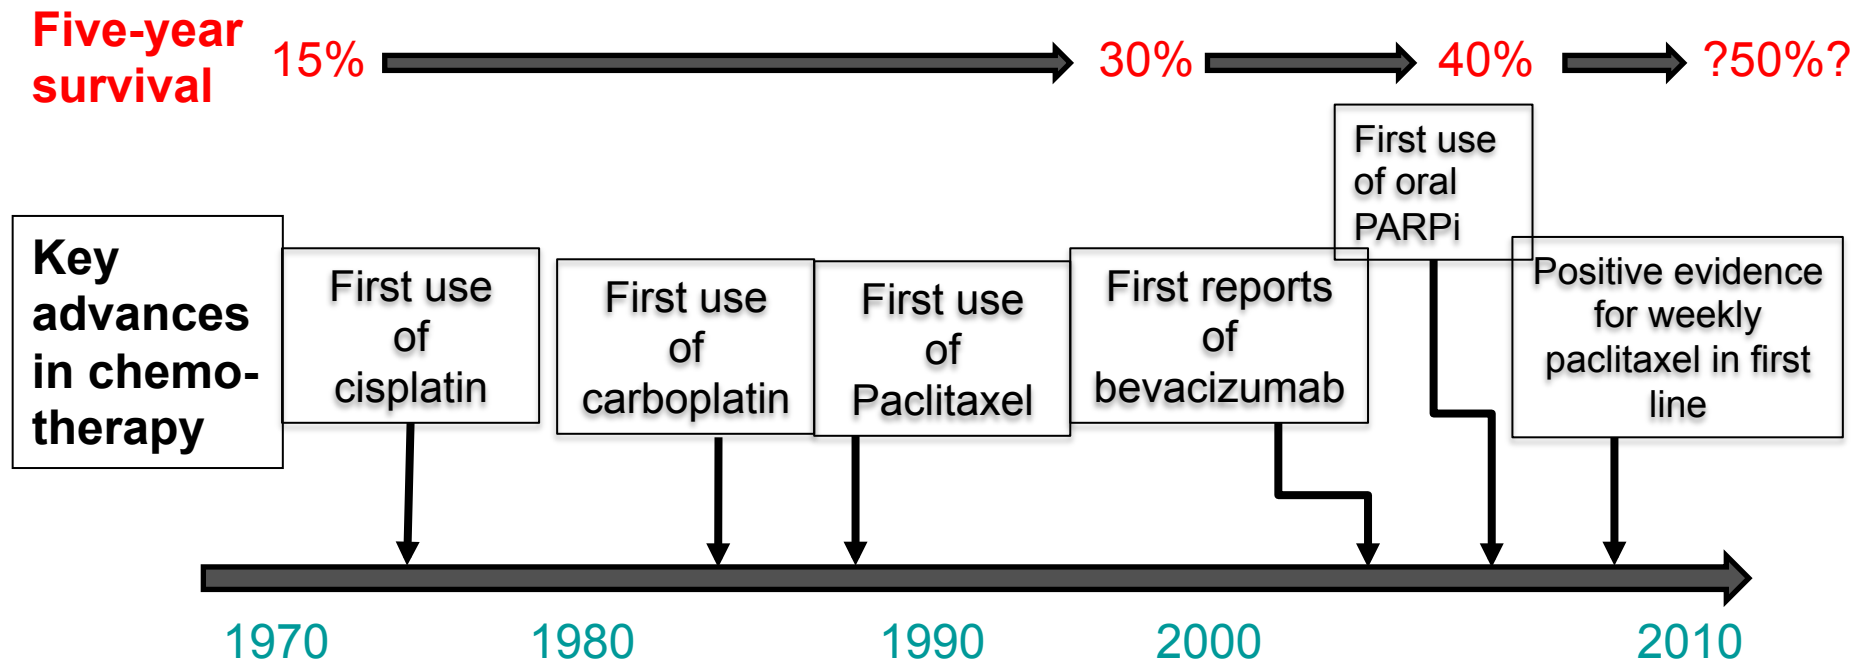 Five-year
survival
15%
30%
40%
?50%?
Key
advances
in chemo-
therapy
First use
of
cisplatin
First use
of
carboplatin
First use
of
Paclitaxel
First reports
of
bevacizumab
First use
of oral
PARPi
Positive evidence
for weekly
paclitaxel in first
line
1970
1980
1990
2000
2010